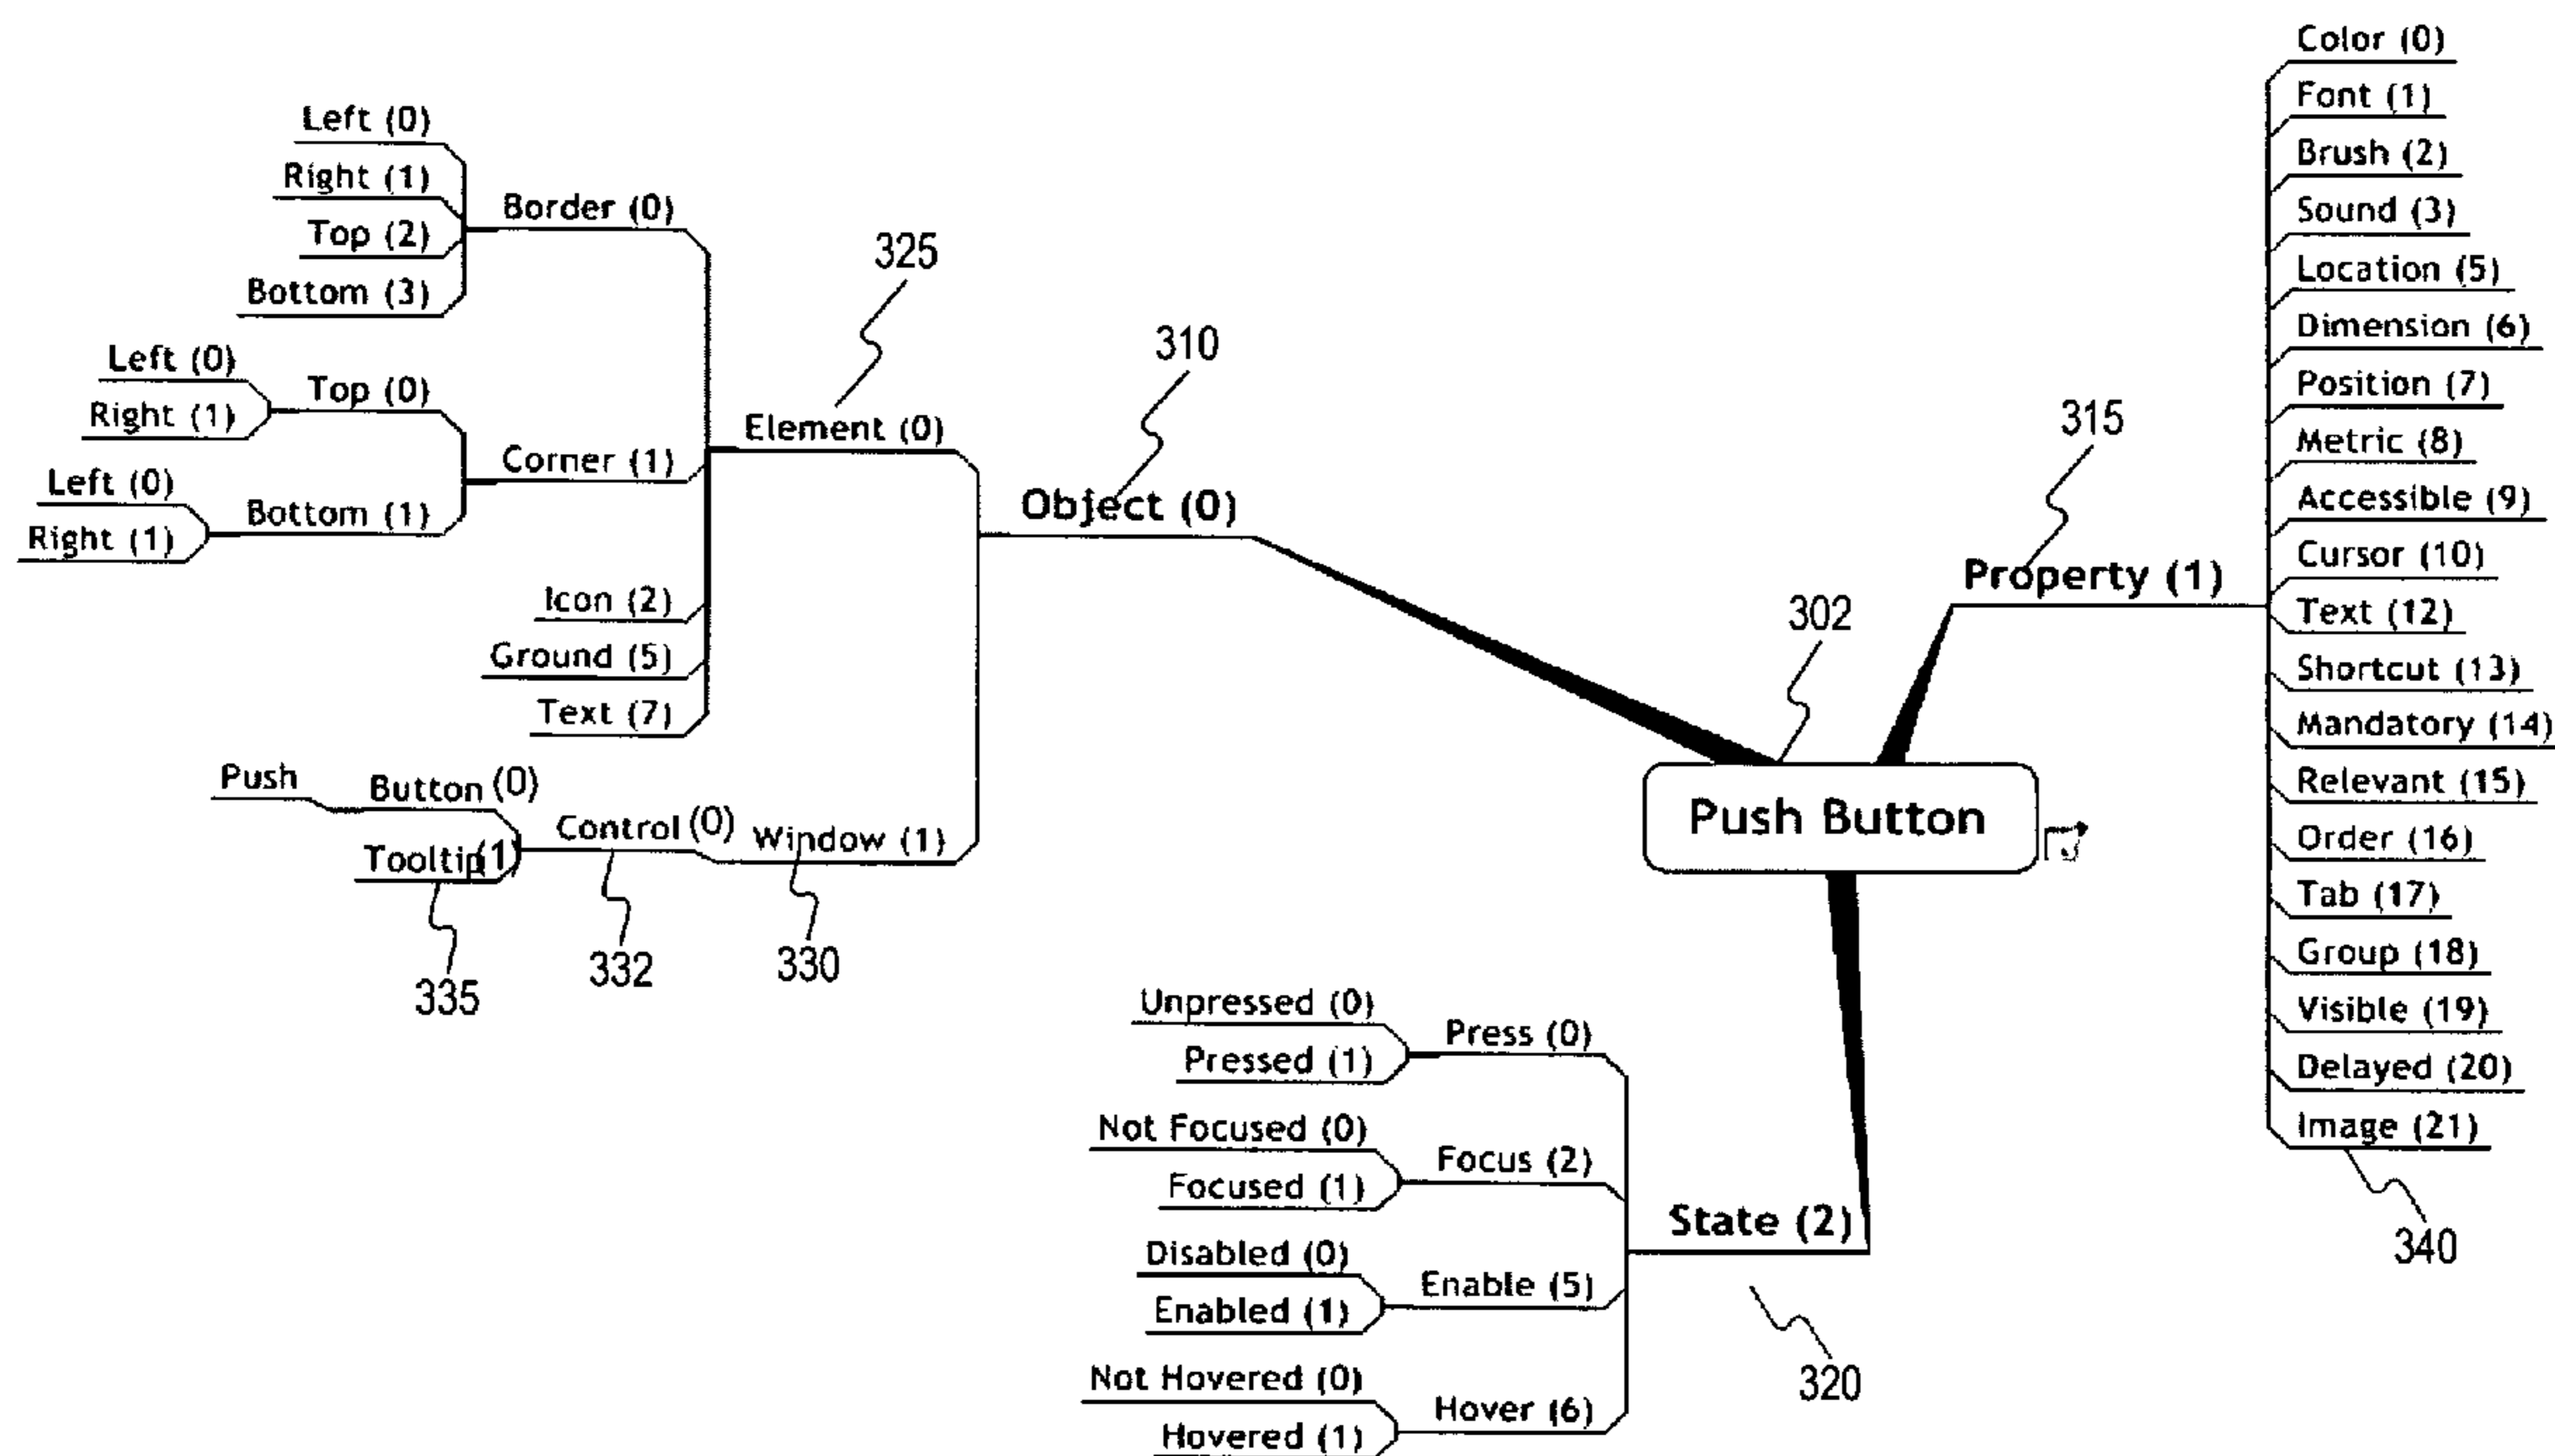 Left (0)
Right (1)
Top (2)
Bottom (3)
Border (0)
Left (0)
Right (1)
Top (0)
Left (0)
Right (1)
Bottom (1)
Corner (1)
Icon (2)
Ground (5)
Text (7)
Element (0)
325
Push
Button (0)
Tooltip (1)
335
Control (0)
332
Window (1)
330
Object (0)
310
Push Button
302
Property (1)
315
Color (0)
Font (1)
Brush (2)
Sound (3)
Location (5)
Dimension (6)
Position (7)
Metric (8)
Accessible (9)
Cursor (10)
Text (12)
Shortcut (13)
Mandatory (14)
Relevant (15)
Order (16)
Tab (17)
Group (18)
Visible (19)
Delayed (20)
Image (21)
340
Unpressed (0)
Pressed (1)
Press (0)
Not Focused (0)
Focused (1)
Focus (2)
Disabled (0)
Enabled (1)
Enable (5)
Not Hovered (0)
Hovered (1)
Hover (6)
State (2)
320